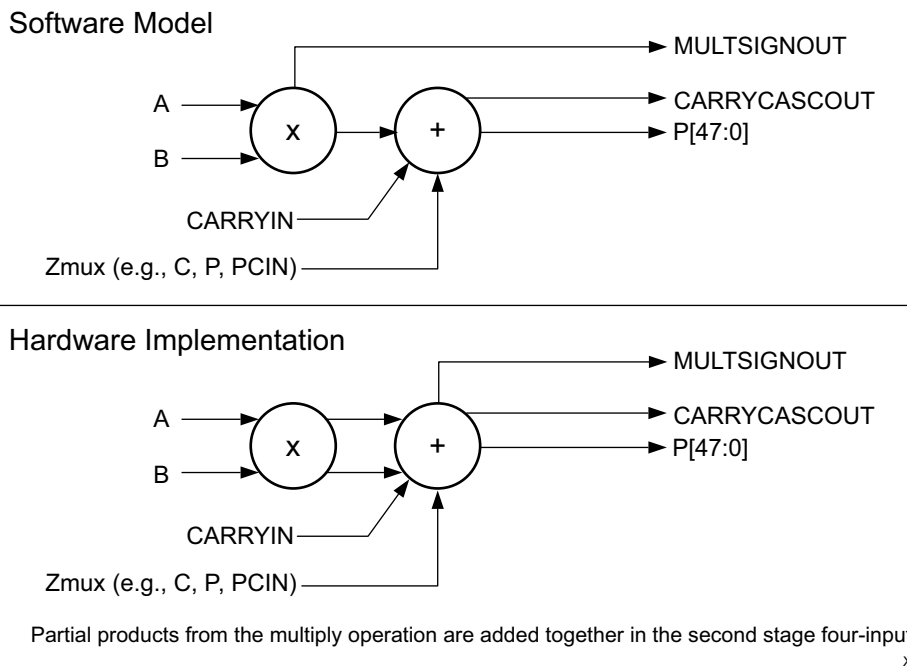 Software Model
MULTSIGNOUT
A
CARRYCASCOUT
x
+
P[47:0]
B
CARRYIN
Zmux (e.g., C, P, PCIN)
Hardware Implementation
MULTSIGNOUT
A
CARRYCASCOUT
x
+
P[47:0]
B
CARRYIN
Zmux (e.g., C, P, PCIN)
Partial products from the multiply operation are added together in the second stage four-input